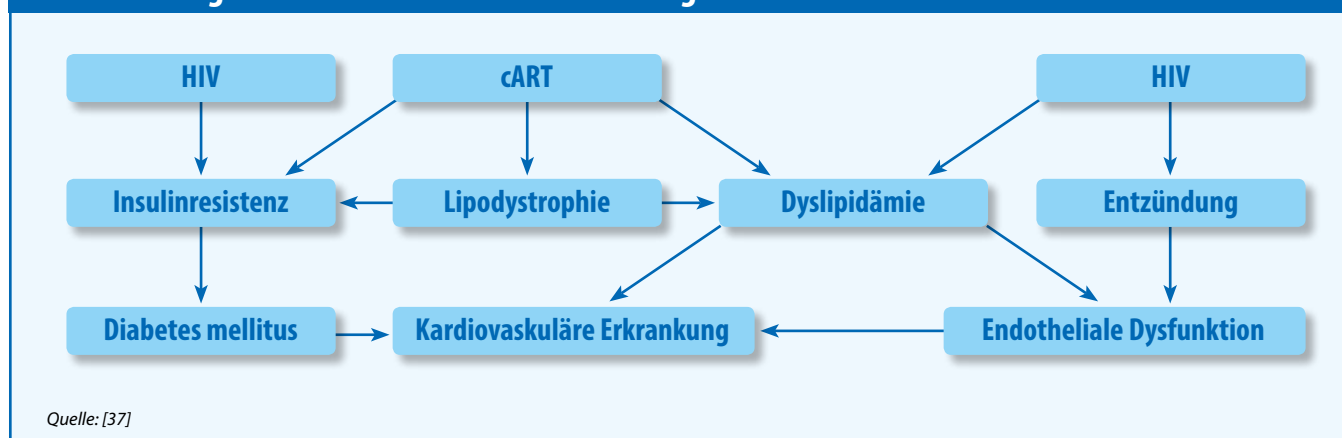 HIV
cART
HIV
Insulinresistenz
Lipodystrophie
Dyslipidämie
Entzündung
Diabetes mellitus
Kardiovaskuläre Erkrankung
Endotheliale Dysfunktion
Quelle: [37]